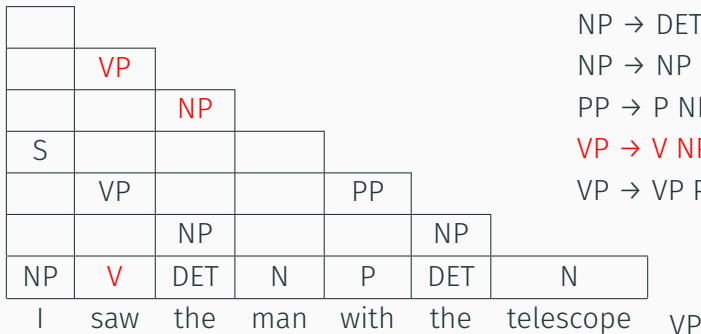 NP → DET
VP
NP → NP
NP
PP → P N
S
VP → V N
VP PP
VP → VP
NP NP
NP V DET N P DET N
I saw the man with the telescope
VP